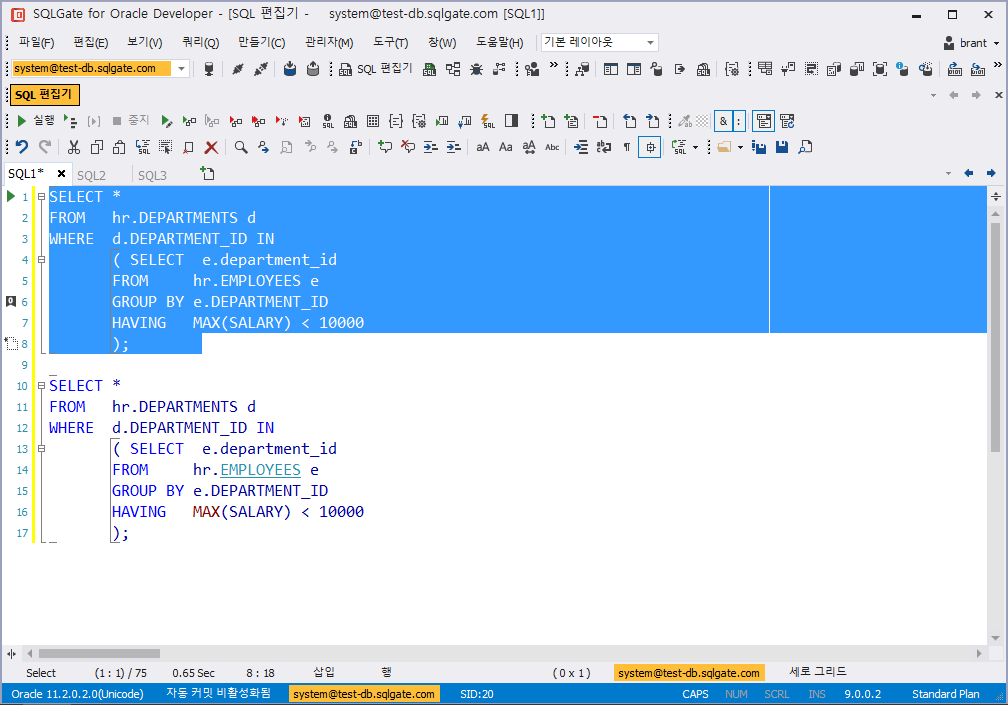 SQLGate for Oracle Developer - [SQL 편집기 - system@test-db.sqlgate.com [SQL1]]
파일(F) 편집(E) 보기(V) 쿼리(Q) 만들기(C) 관리자(M) 도구(T) 창(W) 도움말(H) 기본 레이아웃 brant
system@test-db.sqlgate.com SQL 편집기
SQL 편집기
실행 중지
SQL1* SQL2 SQL3
1 SELECT *
2 FROM hr.DEPARTMENTS d
3 WHERE d.DEPARTMENT_ID IN
4 ( SELECT e.department_id
5 FROM hr.EMPLOYEES e
6 GROUP BY e.DEPARTMENT_ID
7 HAVING MAX(SALARY) < 10000
8 );
9
10 SELECT *
11 FROM hr.DEPARTMENTS d
12 WHERE d.DEPARTMENT_ID IN
13 ( SELECT e.department_id
14 FROM hr.EMPLOYEES e
15 GROUP BY e.DEPARTMENT_ID
16 HAVING MAX(SALARY) < 10000
17 );
Select (1 : 1) / 75 0.65 Sec 8 : 18 삽입 행 ( 0 x 1 ) system@test-db.sqlgate.com 세로 그리드
Oracle 11.2.0.2.0(Unicode) 자동 커밋 비활성화됨 system@test-db.sqlgate.com SID:20 CAPS NUM SCRL INS 9.0.0.2 Standard Plan